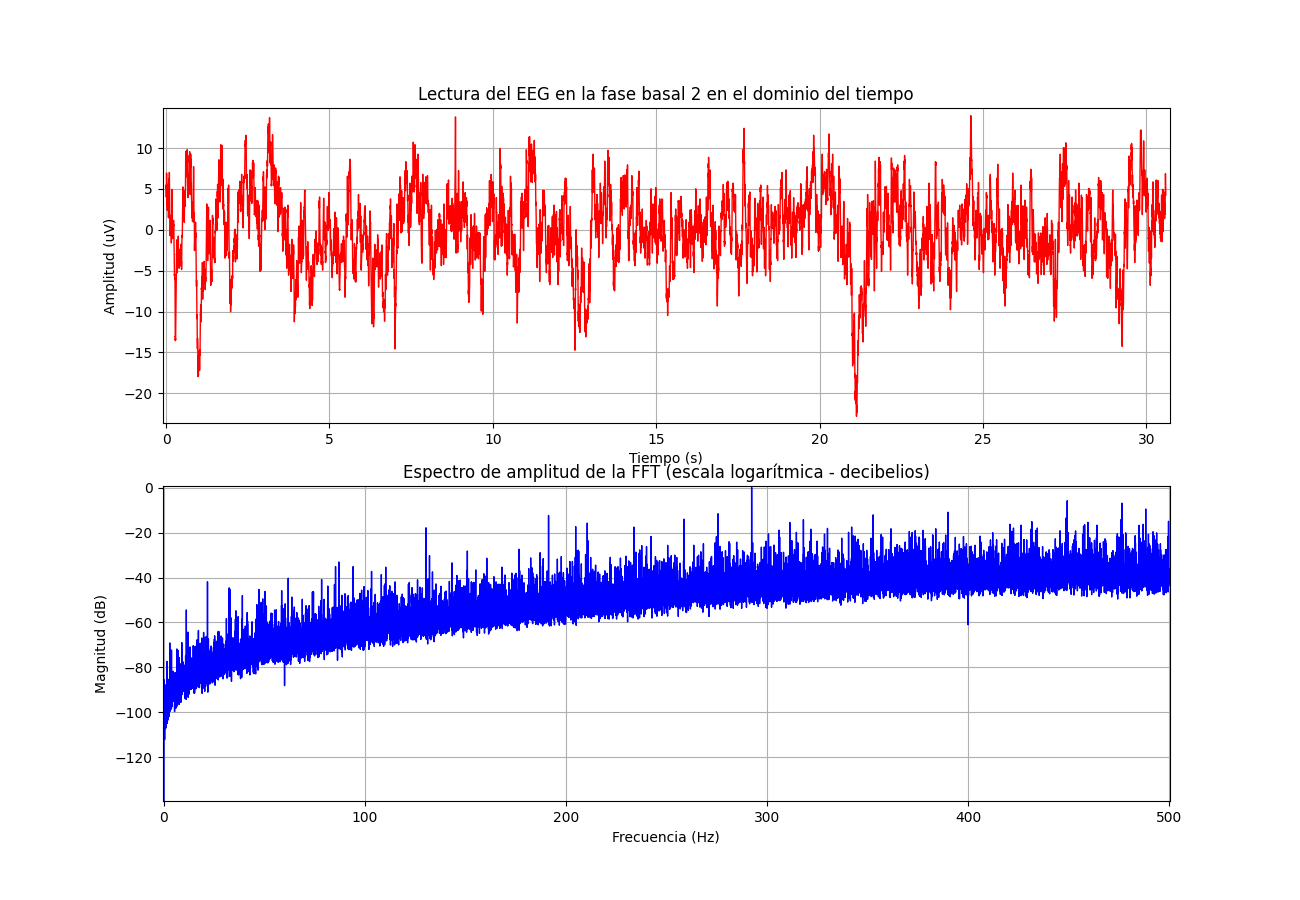 Lectura del EEG en la fase basal 2 en el dominio del tiempo
10
5
0
−5
−10
−15
−20
Amplitud (uV)
0 5 10 15 20 25 30
Tiempo (s)
Espectro de amplitud de la FFT (escala logarítmica - decibelios)
0
−20
−40
−60
−80
−100
−120
Magnitud (dB)
0 100 200 300 400 500
Frecuencia (Hz)